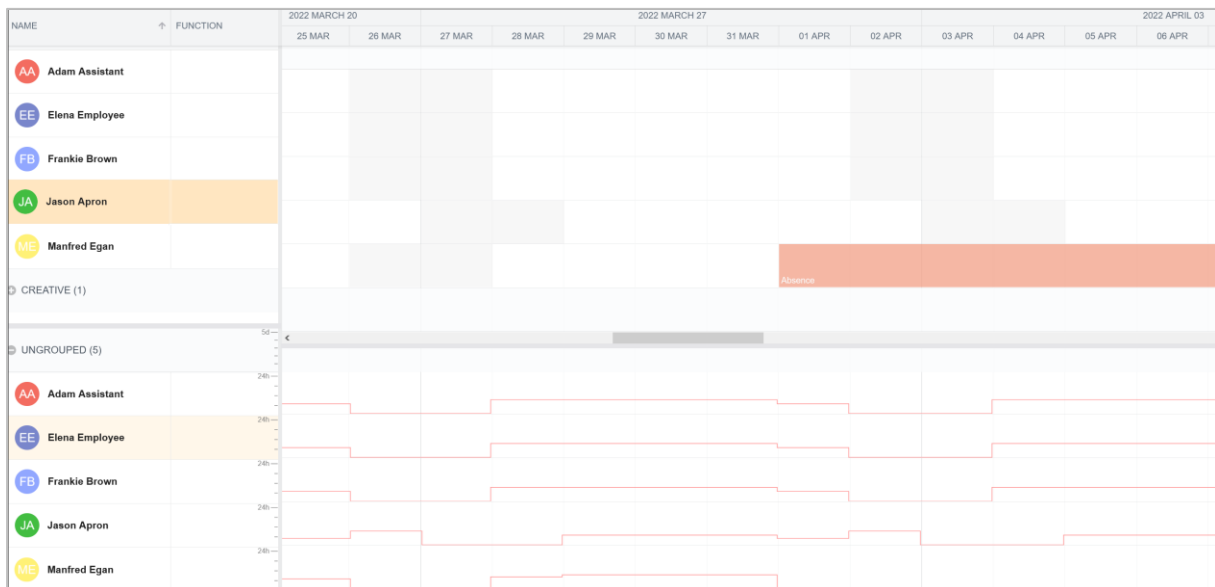 2022 MARCH 20 2022 MARCH 27 2022 APRIL 03
NAME FUNCTION
25 MAR 26 MAR 27 MAR 28 MAR 29 MAR 30 MAR 31 MAR 01 APR 02 APR 03 APR 04 APR 05 APR 06 APR
AA Adam Assistant
EE Elena Employee
FB Frankie Brown
JA Jason Apron
ME Manfred Egan
Absence
CREATIVE (1)
5d
UNGROUPED (5)
24h
AA Adam Assistant
24h
EE Elena Employee
24h
FB Frankie Brown
24h
JA Jason Apron
24h
ME Manfred Egan